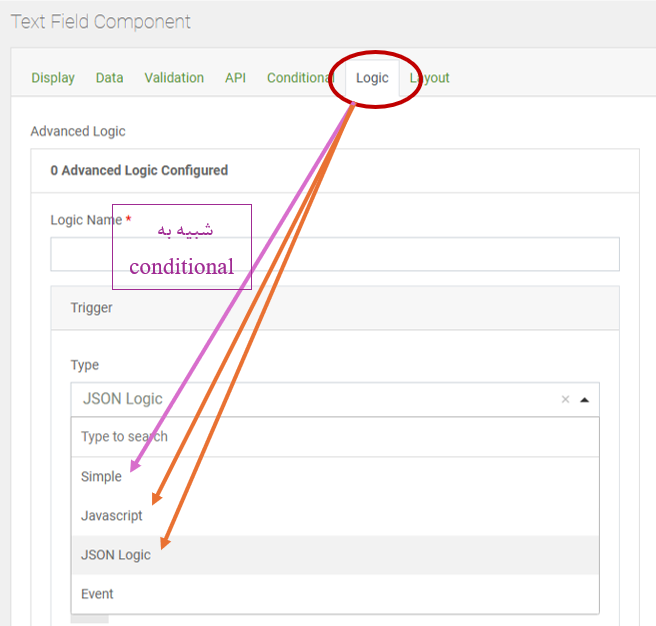 Text Field Component
Display Data Validation API Conditional Logic Layout
Advanced Logic
0 Advanced Logic Configured
Logic Name *
شبیه به
conditional
Trigger
Type
JSON Logic
Type to search
Simple
Javascript
JSON Logic
Event